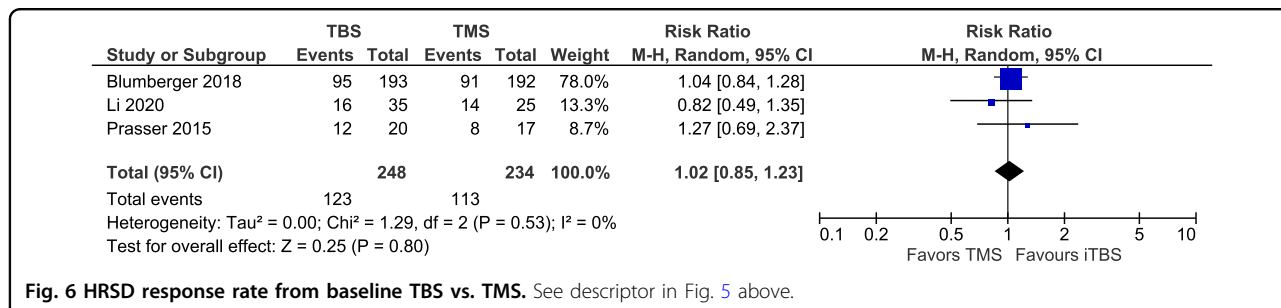 TBS TMS Risk Ratio Risk Ratio
Study or Subgroup Events Total Events Total Weight M-H, Random, 95% CI M-H, Random, 95% CI
Blumberger 2018 95 193 91 192 78.0% 1.04 [0.84, 1.28]
Li 2020 16 35 14 25 13.3% 0.82 [0.49, 1.35]
Prasser 2015 12 20 8 17 8.7% 1.27 [0.69, 2.37]
Total (95% CI) 248 234 100.0% 1.02 [0.85, 1.23]
Total events 123 113
Heterogeneity: Tau² = 0.00; Chi² = 1.29, df = 2 (P = 0.53); I² = 0%
Test for overall effect: Z = 0.25 (P = 0.80)
0.1 0.2 0.5 1 2 5 10
Favors TMS Favours iTBS
Fig. 6 HRSD response rate from baseline TBS vs. TMS. See descriptor in Fig. 5 above.